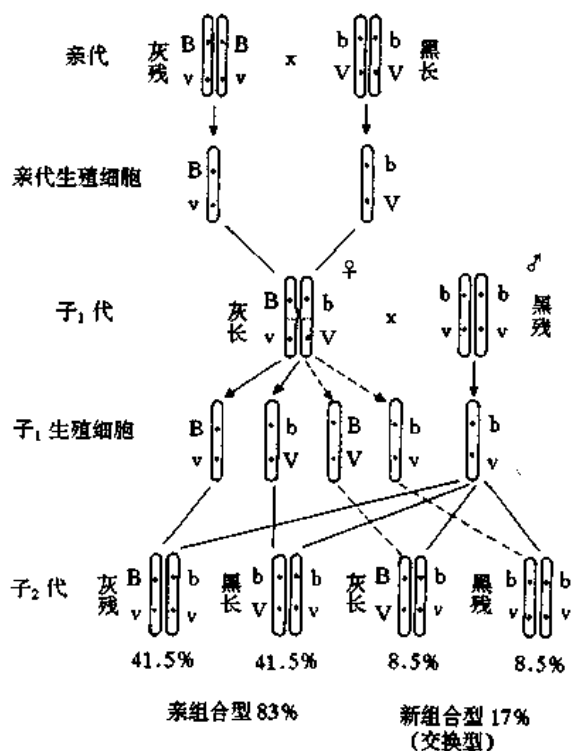 亲代 灰残 B B v v x b b V V 黑长
亲代生殖细胞 B v b V
♀ ♂
子₁代 灰长 B b v V x b b v v 黑残
子₁生殖细胞 B v b V B V b v b v
子₂代 灰残 B b v v 黑长 b b V v 灰长 B b V v 黑残 b b v v
41.5% 41.5% 8.5% 8.5%
亲组合型 83% 新组合型 17%
(交换型)